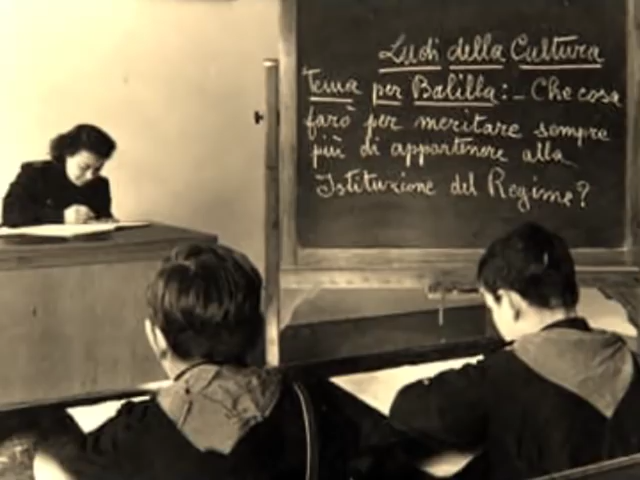 Ludi della Cultura
Tema per Balilla:- Che cosa
farò per meritare sempre
più di appartenere alla
Istituzione del Regime?